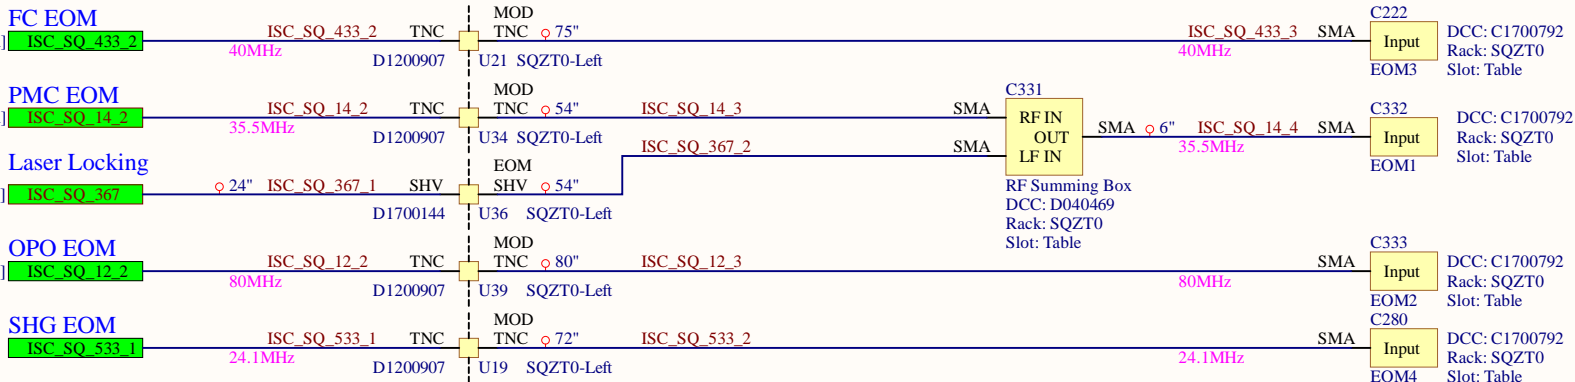 FC EOM
MOD
C222
] ISC_SQ_433_2 ISC_SQ_433_2 TNC TNC 75" ISC_SQ_433_3 SMA Input DCC: C1700792
40MHz 40MHz Rack: SQZT0
D1200907 U21 SQZT0-Left EOM3 Slot: Table
PMC EOM
MOD
C331
C332
ISC_SQ_14_2 ISC_SQ_14_2 TNC TNC 54" ISC_SQ_14_3 SMA RF IN
35.5MHz
D1200907 U34 SQZT0-Left
OUT SMA 6" ISC_SQ_14_4 SMA Input DCC: C1700792
35.5MHz Rack: SQZT0
EOM1 Slot: Table
ISC_SQ_367_2 SMA LF IN
Laser Locking
EOM
] ISC_SQ_367 24" ISC_SQ_367_1 SHV SHV 54"
D1700144 U36 SQZT0-Left
RF Summing Box
DCC: D040469
Rack: SQZT0
Slot: Table
OPO EOM
MOD
C333
] ISC_SQ_12_2 ISC_SQ_12_2 TNC TNC 80" ISC_SQ_12_3 SMA Input DCC: C1700792
80MHz 80MHz Rack: SQZT0
D1200907 U39 SQZT0-Left EOM2 Slot: Table
SHG EOM
MOD
C280
ISC_SQ_533_1 ISC_SQ_533_1 TNC TNC 72" ISC_SQ_533_2 SMA Input DCC: C1700792
24.1MHz 24.1MHz Rack: SQZT0
D1200907 U19 SQZT0-Left EOM4 Slot: Table